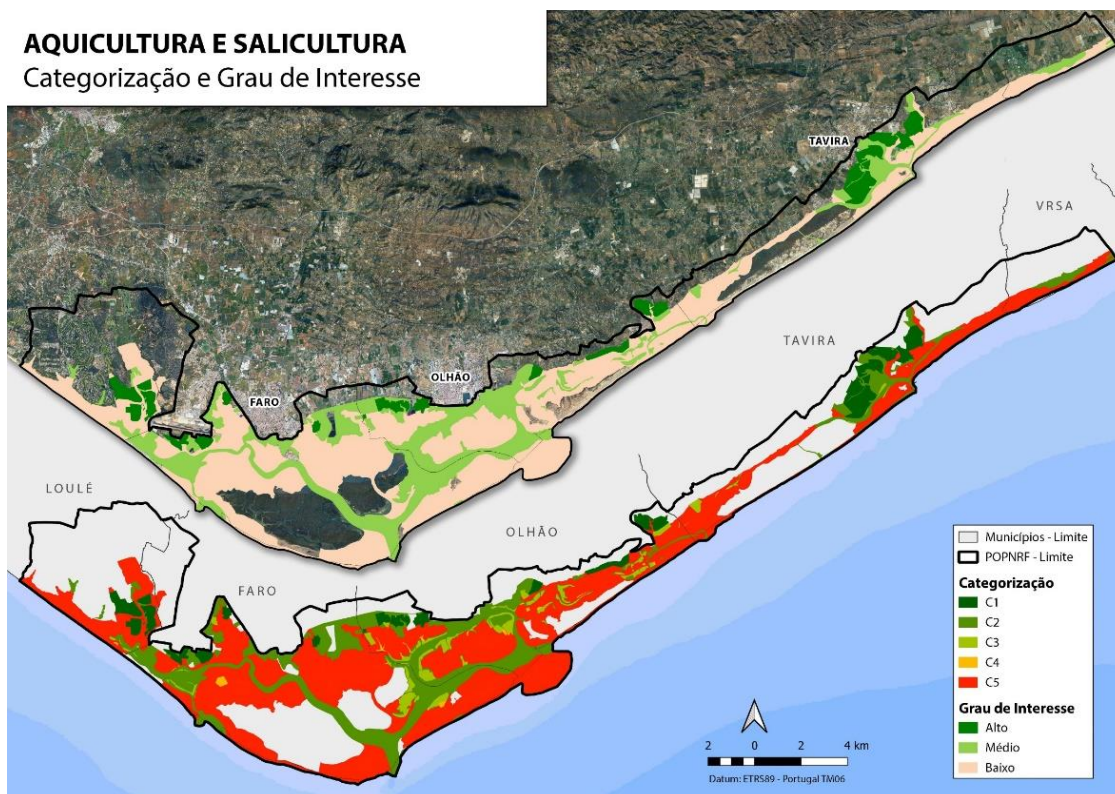 AQUICULTURA E SALICULTURA
Categorização e Grau de Interesse
TAVIRA
VRSA
TAVIRA
OLHÃO
FARO
LOULÉ
OLHÃO
FARO
Municípios - Limite
POPNRF - Limite
Categorização
C1
C2
C3
C4
C5
Grau de Interesse
Alto
Médio
Baixo
2 0 2 4 km
Datum: ETRS89 - Portugal TM06